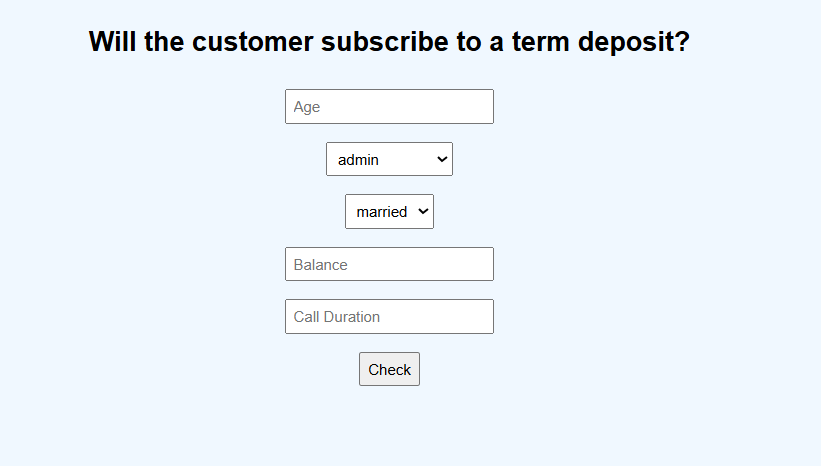 Will the customer subscribe to a term deposit?
Age
admin
married
Balance
Call Duration
Check